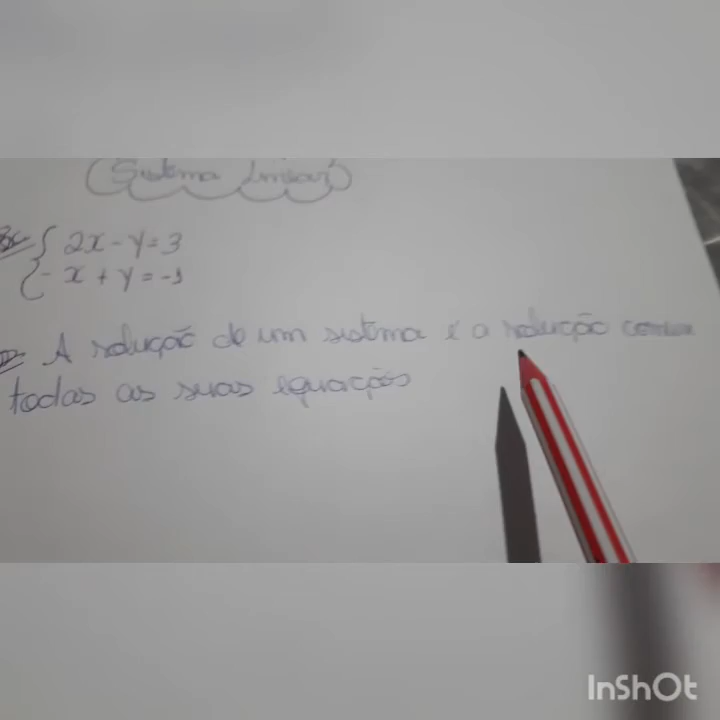 (Sistema Linear)
Ex { 2x - y = 3
- x + y = -1
A solução de um sistema é a solução comum
todas as suas equações
InShOt